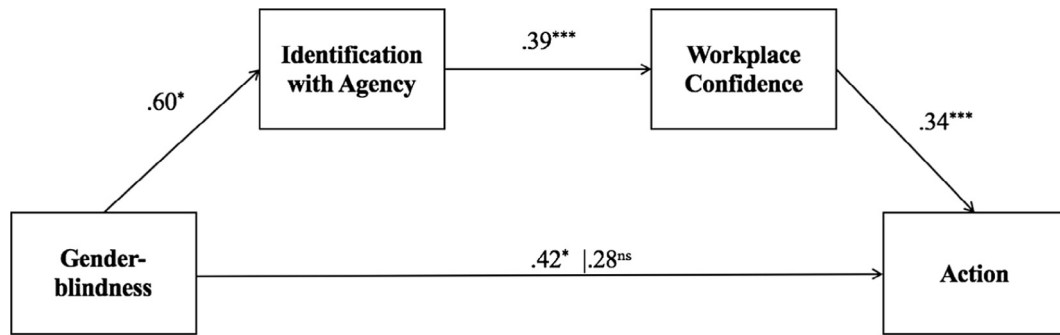 Identification
with Agency
.39***
Workplace
Confidence
.60*
.34***
Gender-
blindness
.42* |.28ⁿˢ
Action